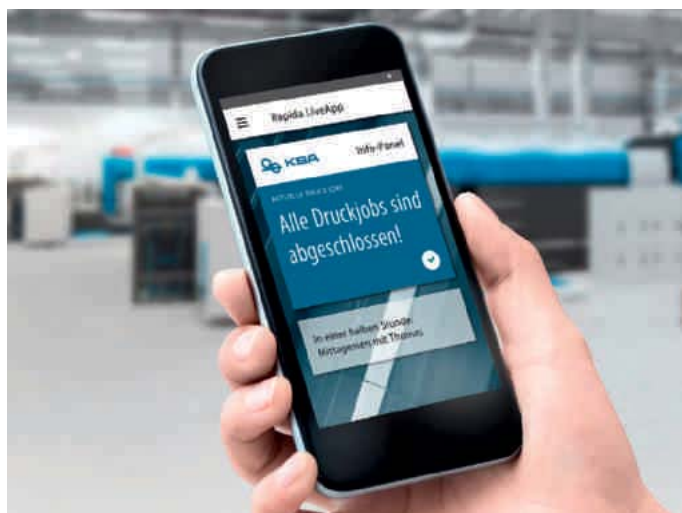 Rapida LiveApp
KBA
Info-Panel
Alle Druckjobs sind
abgeschlossen!
In einer halben Stunde
Mittagessen mit Thomas